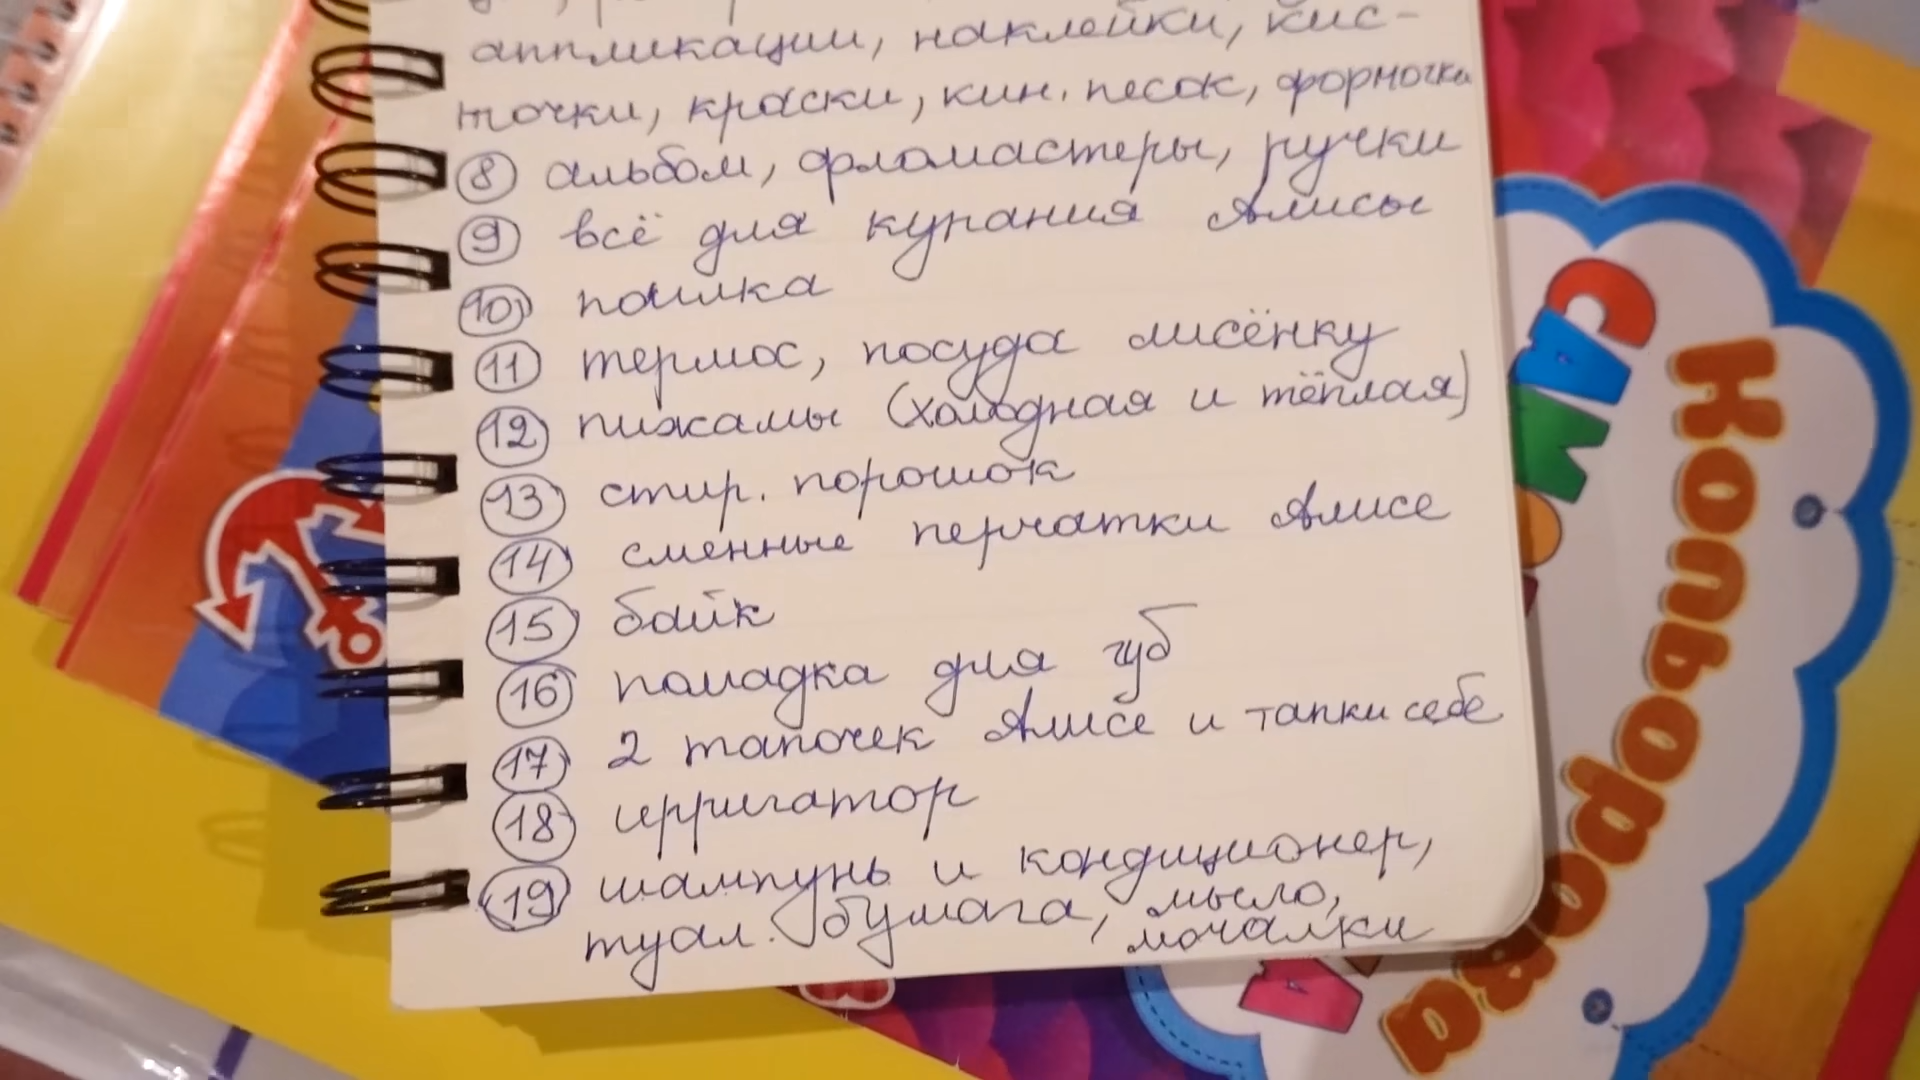 аппликации, наклейки, кис-
точки, краски, кин. песок, формочки
8 альбом, фломастеры, ручки
9 всё для купания Алисы
10 поилка
11 термос, посуда лисёнку
12 пижамы (холодная и тёплая)
13 стир. порошок
14 сменные перчатки Алисе
15 байк
16 помадка для губ
17 2 тапочек Алисе и тапки себе
18 ирригатор
19 шампунь и кондиционер,
туал. бумага, мыло,
мочалки
Кольорова